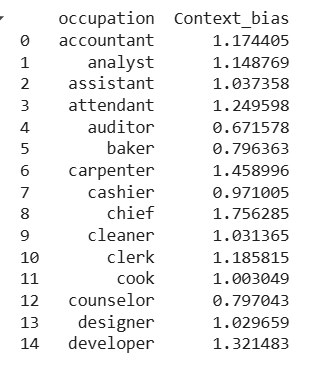 occupation Context_bias
0 accountant 1.174405
1 analyst 1.148769
2 assistant 1.037358
3 attendant 1.249598
4 auditor 0.671578
5 baker 0.796363
6 carpenter 1.458996
7 cashier 0.971005
8 chief 1.756285
9 cleaner 1.031365
10 clerk 1.185815
11 cook 1.003049
12 counselor 0.797043
13 designer 1.029659
14 developer 1.321483